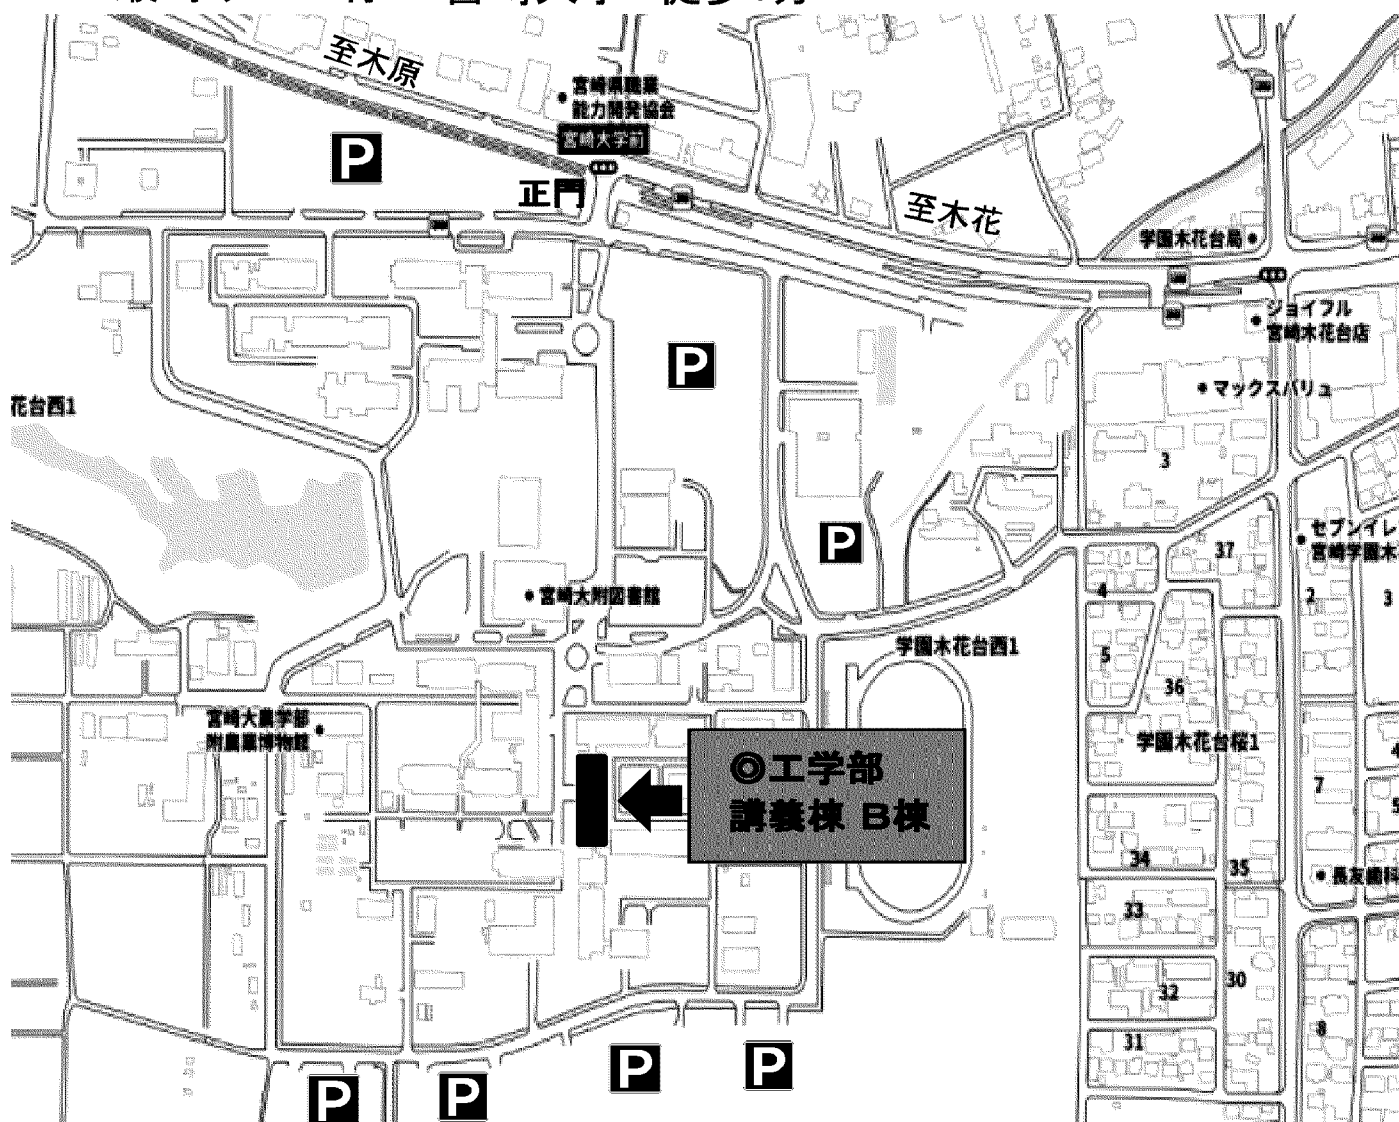 至木原
宮崎県職業
能力開発協会
宮崎大学前
P
正門
至木花
学園木花台局
ジョイフル
宮崎木花台店
P
マックスバリュ
花台西1
3
P
セブンイレ
宮崎学園木
37
4
2
3
宮崎大附図書館
学園木花台西1
5
36
宮崎大農学部
附農業博物館
学園木花台桜1
4
◎工学部
講義棟 B棟
7
5
34
35
長友歯科
33
30
32
8
31
P
P
P
P